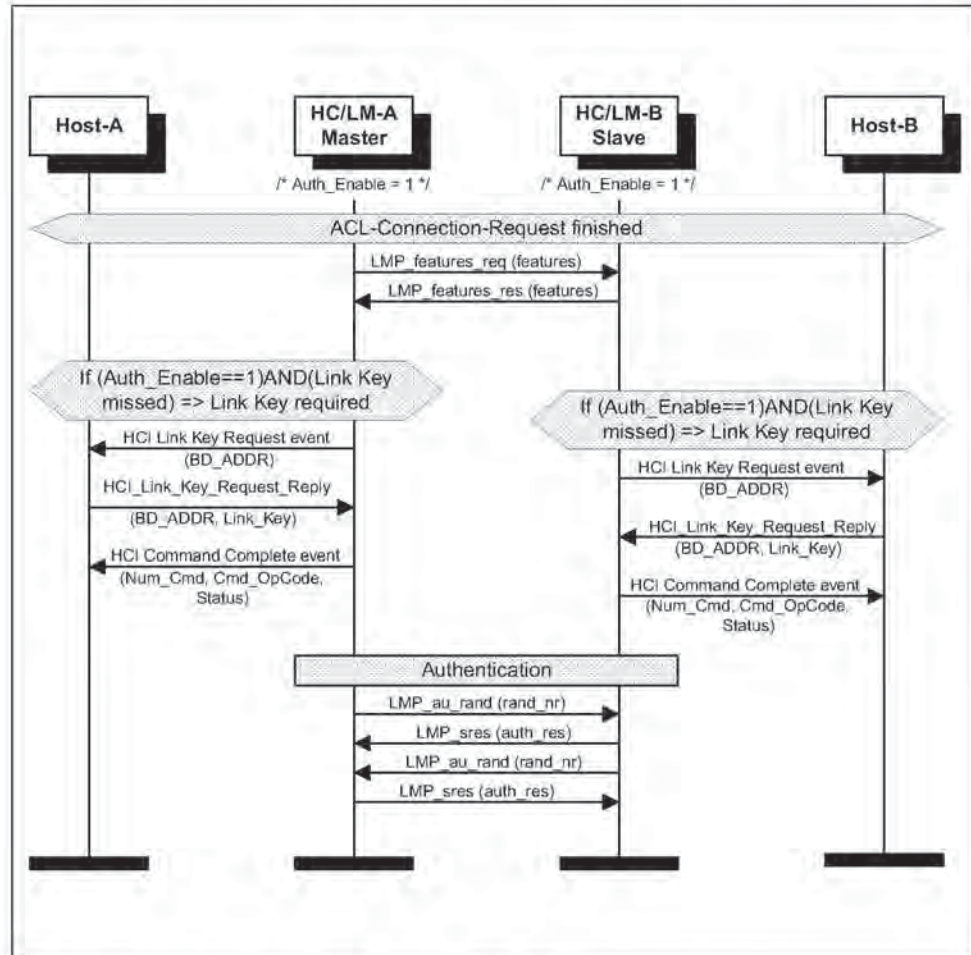 Host-A
HC/LM-A
Master
HC/LM-B
Slave
Host-B
/* Auth_Enable = 1 */
/* Auth_Enable = 1 */
ACL-Connection-Request finished
LMP_features_req (features)
LMP_features_res (features)
If (Auth_Enable==1)AND(Link Key
missed) => Link Key required
If (Auth_Enable==1)AND(Link Key
missed) => Link Key required
HCI Link Key Request event
(BD_ADDR)
HCI_Link_Key_Request_Reply
(BD_ADDR, Link_Key)
HCI Command Complete event
(Num_Cmd, Cmd_OpCode,
Status)
HCI Link Key Request event
(BD_ADDR)
HCI_Link_Key_Request_Reply
(BD_ADDR, Link_Key)
HCI Command Complete event
(Num_Cmd, Cmd_OpCode,
Status)
Authentication
LMP_au_rand (rand_nr)
LMP_sres (auth_res)
LMP_au_rand (rand_nr)
LMP_sres (auth_res)